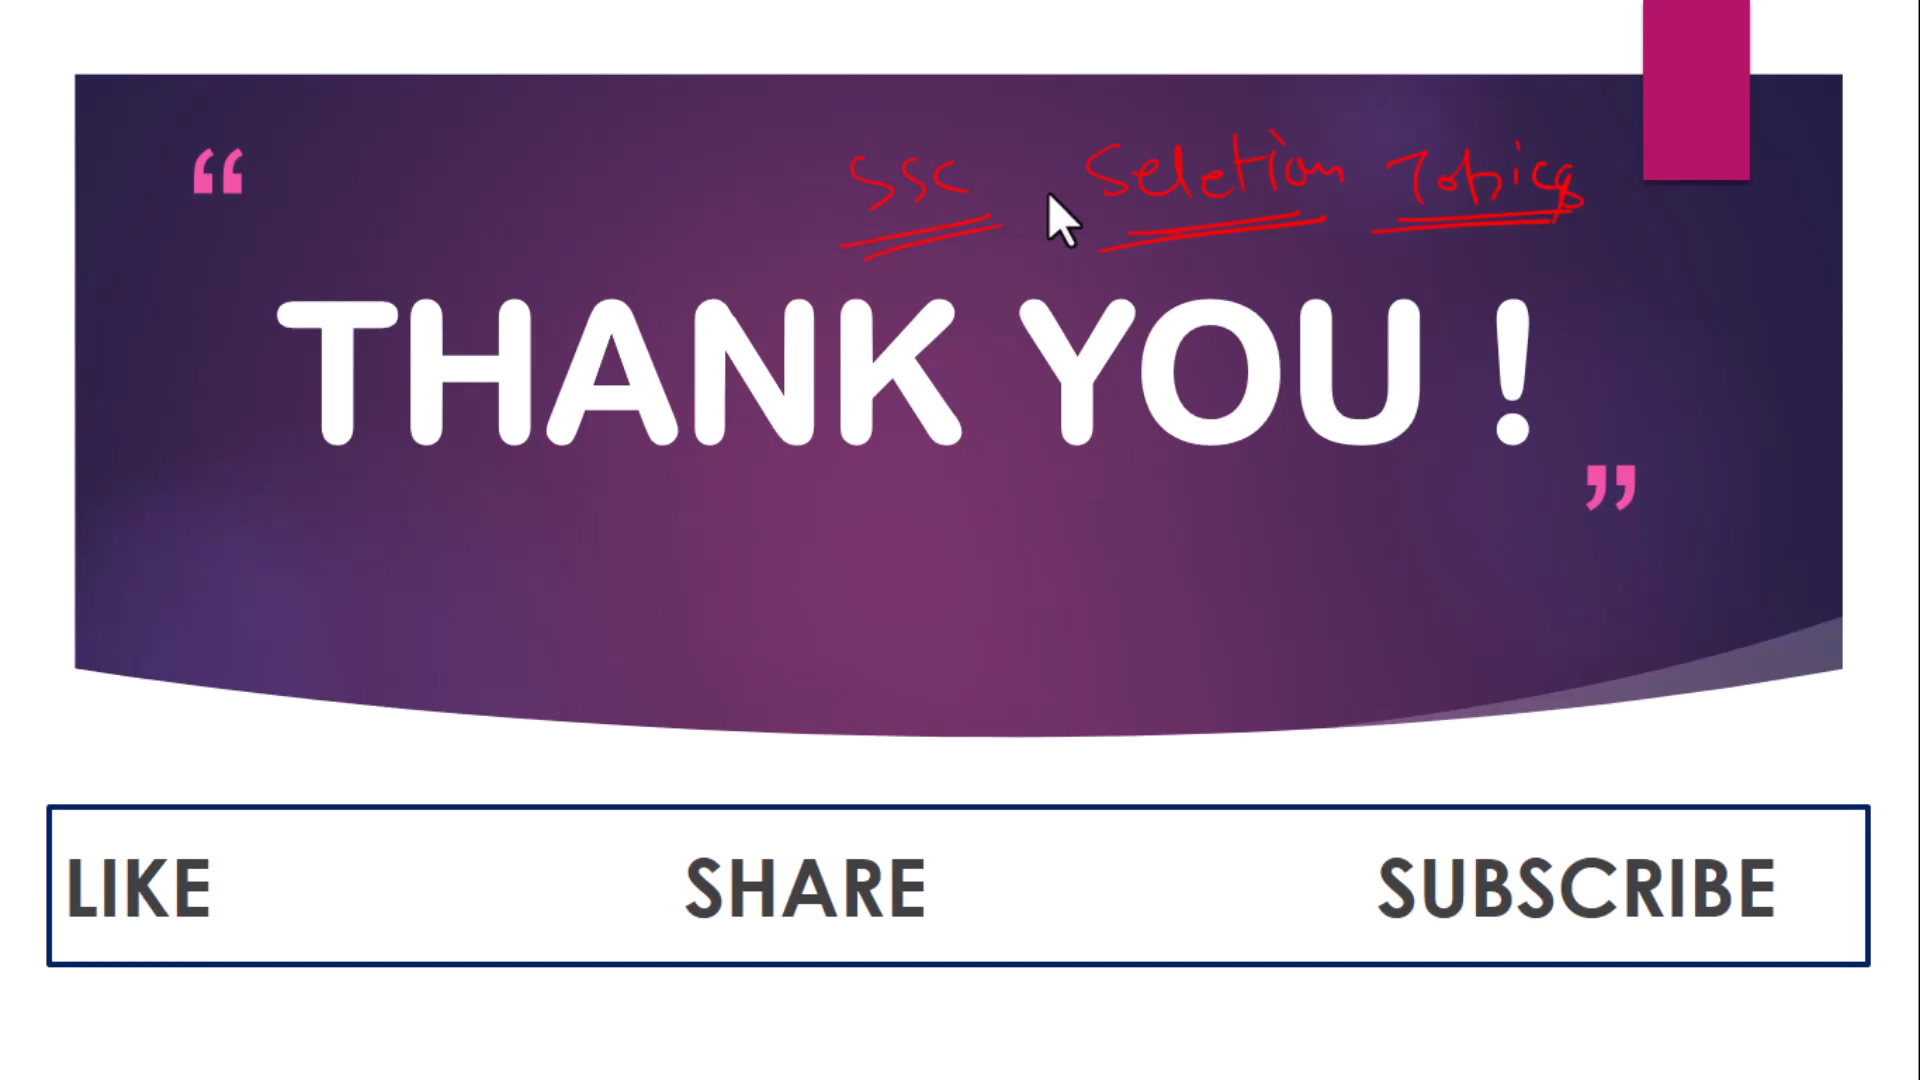 “
SSC Seletion Topics
THANK YOU !
”
LIKE SHARE SUBSCRIBE